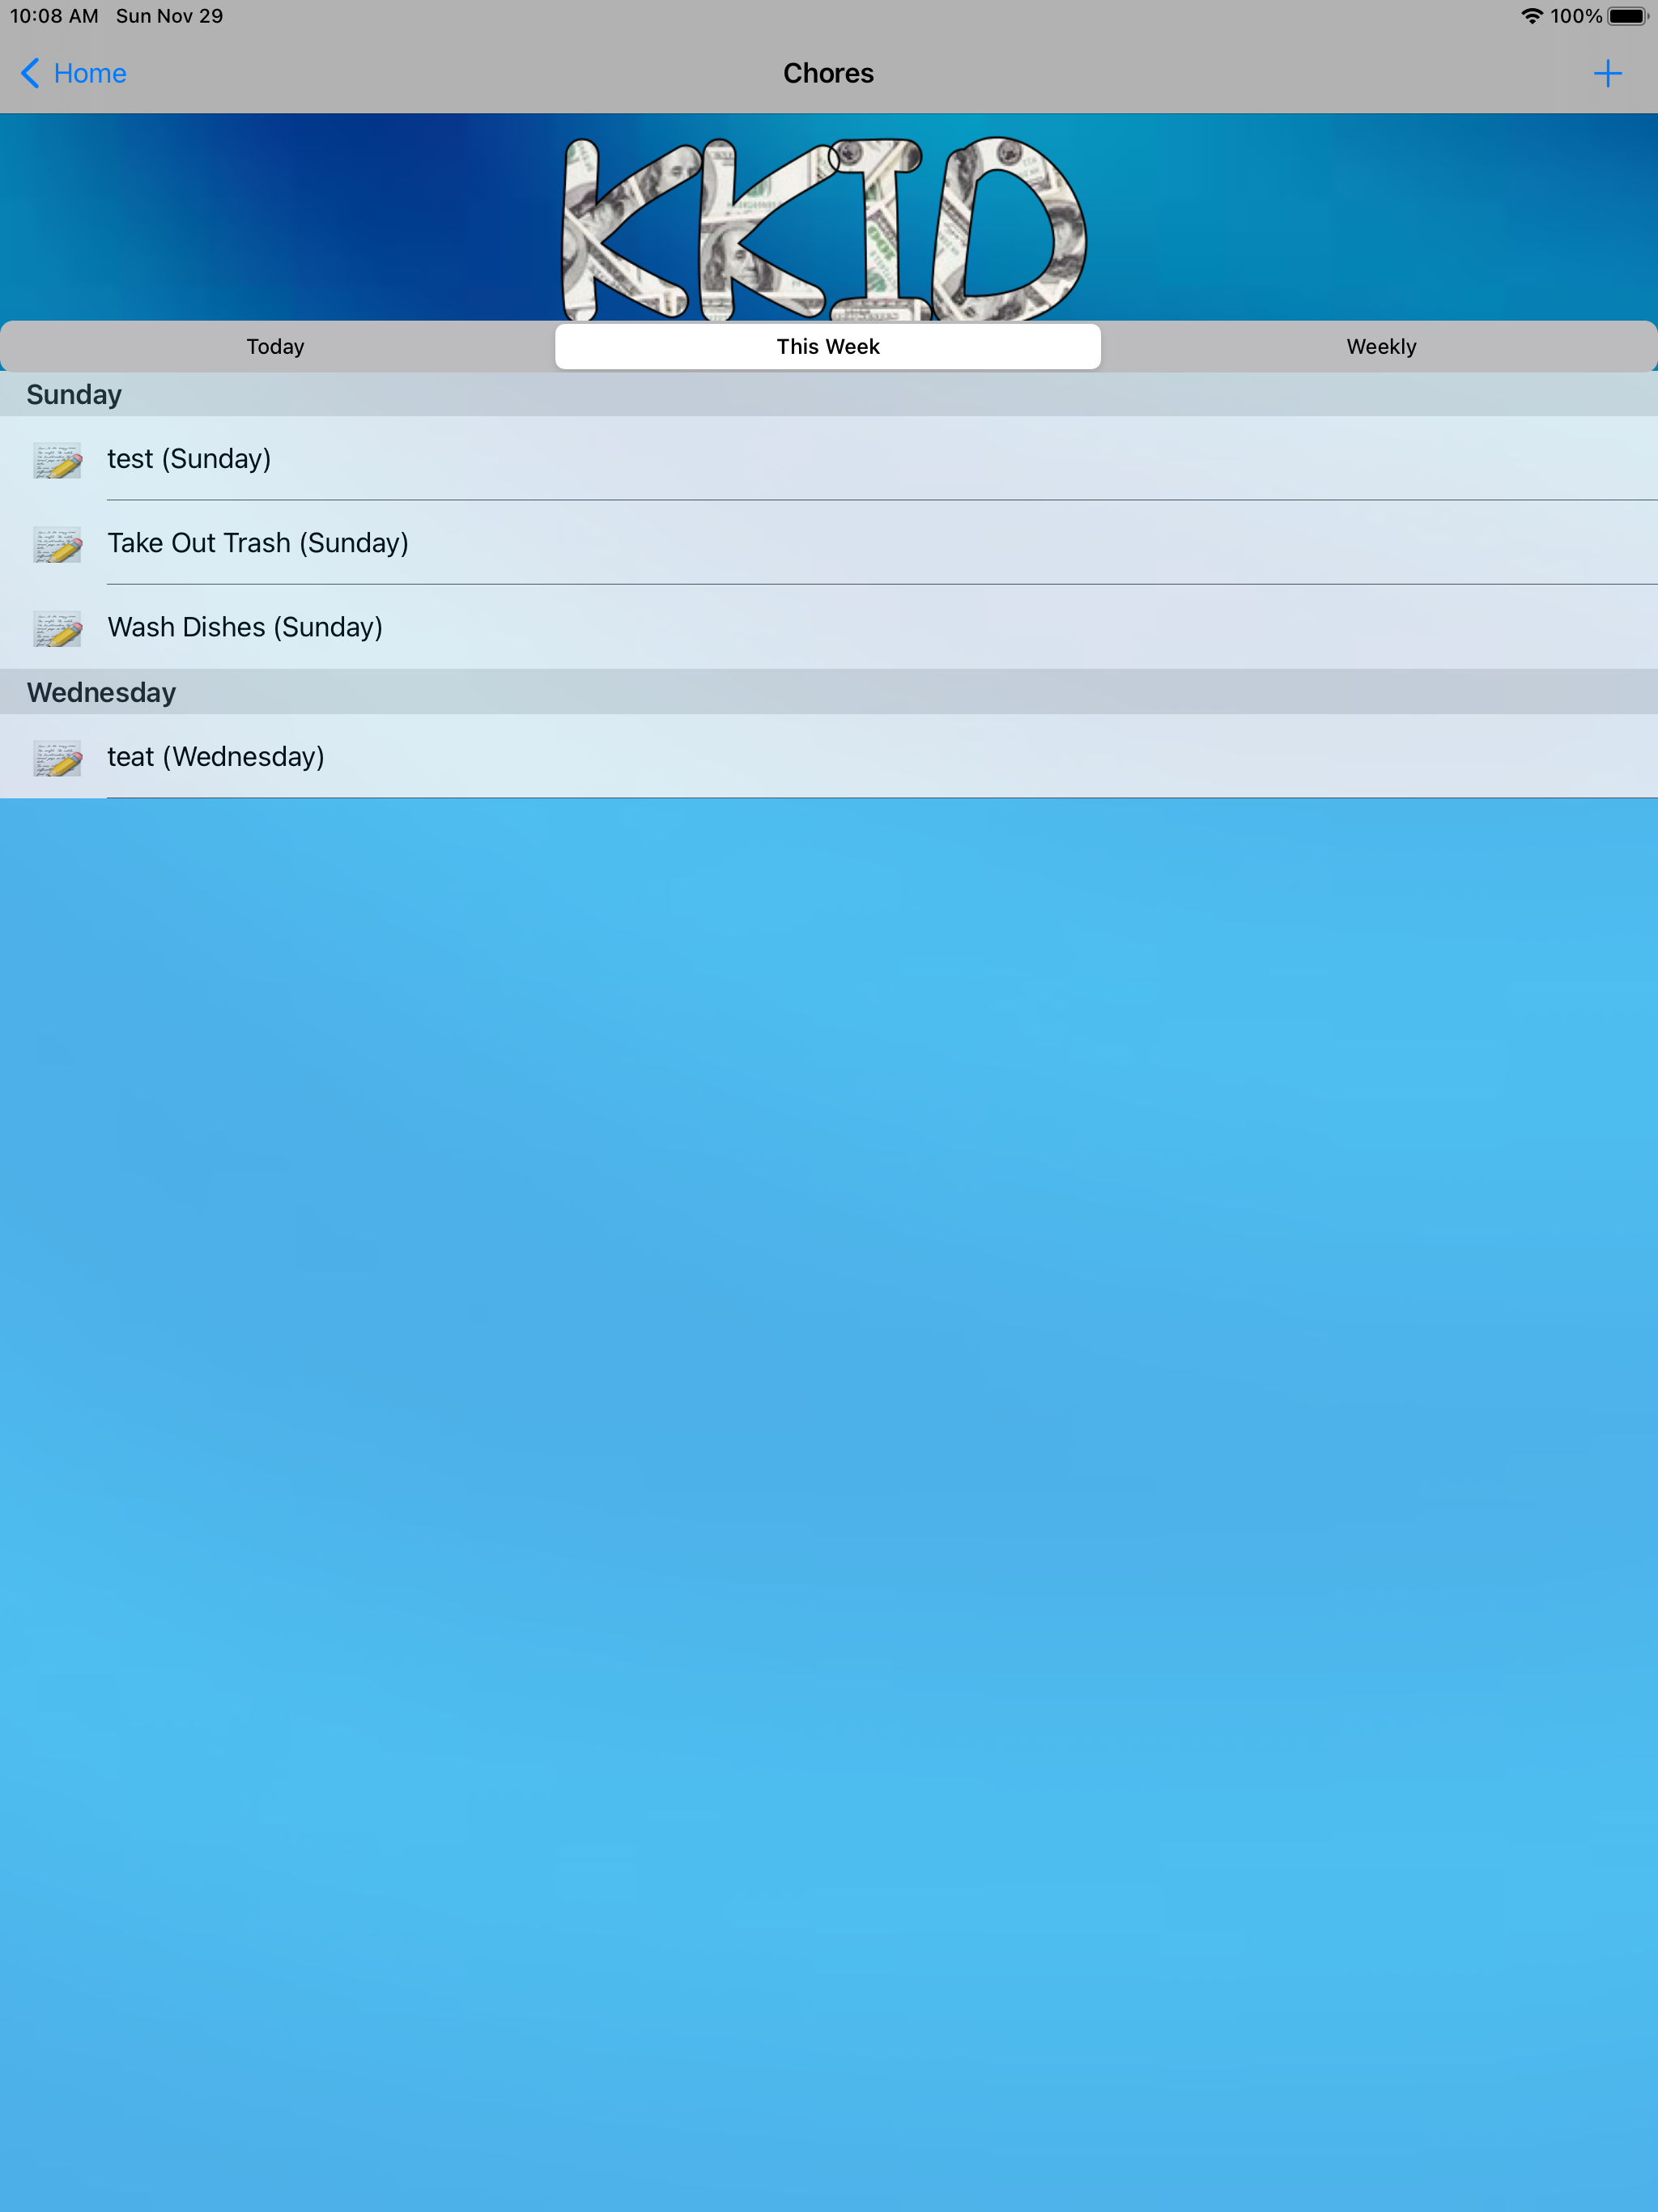 10:08 AM Sun Nov 29 100%
Home Chores +
KKID
Today This Week Weekly
Sunday
test (Sunday)
Take Out Trash (Sunday)
Wash Dishes (Sunday)
Wednesday
teat (Wednesday)